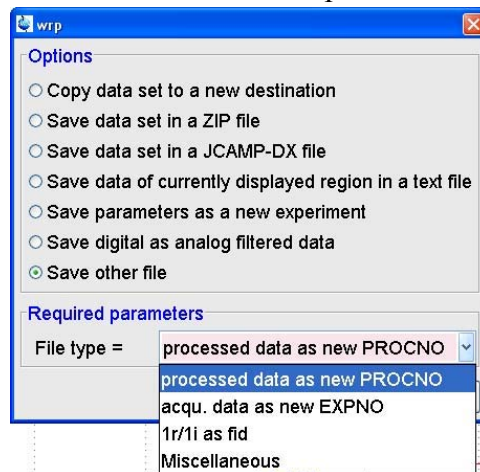 wrp
Options
Copy data set to a new destination
Save data set in a ZIP file
Save data set in a JCAMP-DX file
Save data of currently displayed region in a text file
Save parameters as a new experiment
Save digital as analog filtered data
Save other file
Required parameters
File type = processed data as new PROCNO
processed data as new PROCNO
acqu. data as new EXPNO
1r/1i as fid
Miscellaneous